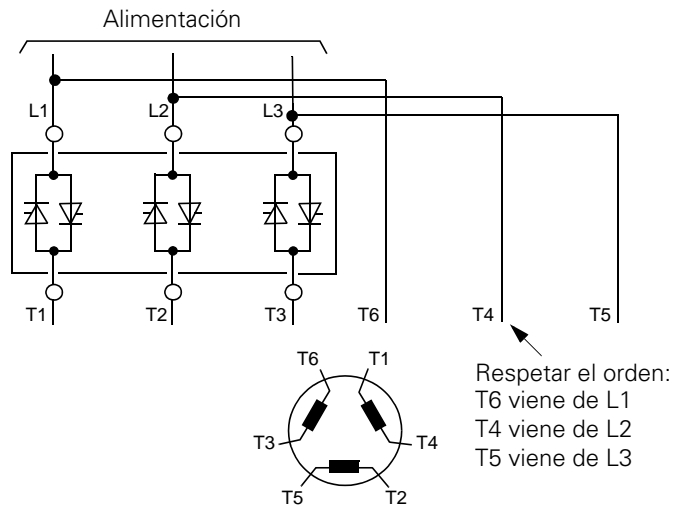 Alimentación
L1 L2 L3
T1 T2 T3 T6 T4 T5
T6 T1
T3 T4
T5 T2
Respetar el orden:
T6 viene de L1
T4 viene de L2
T5 viene de L3